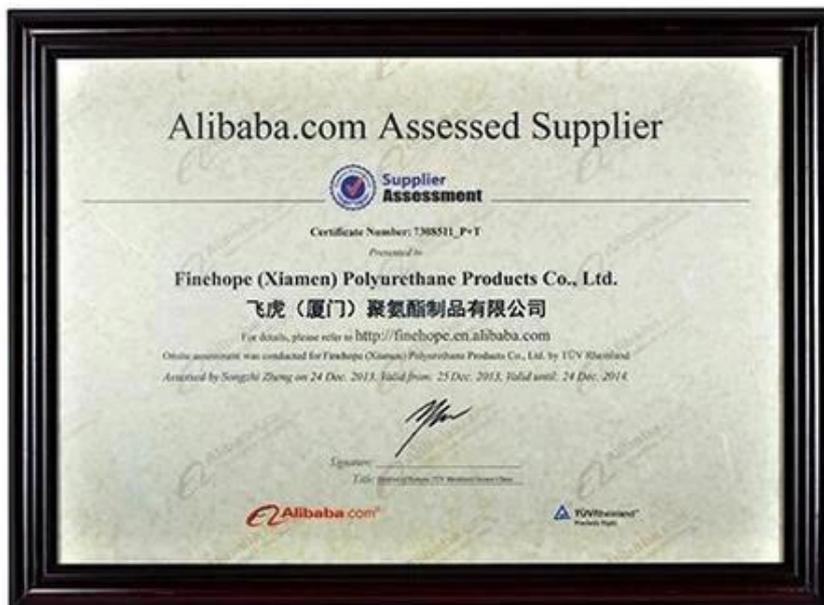 Alibaba.com Assessed Supplier
Supplier
Assessment
Certificate Number: 7308511_P+T
Presented to
Finehope (Xiamen) Polyurethane Products Co., Ltd.
飞虎（厦门）聚氨酯制品有限公司
For details, please refer to http://finehope.en.alibaba.com
Onsite assessment was conducted for Finehope (Xiamen) Polyurethane Products Co., Ltd. by TÜV Rheinland
Assessed by Songzhi Zheng on 24 Dec. 2013, Valid from: 25 Dec. 2013, Valid until: 24 Dec. 2014.
Signature:
Title:
Alibaba.com®
TÜVRheinland®
Precisely Right.